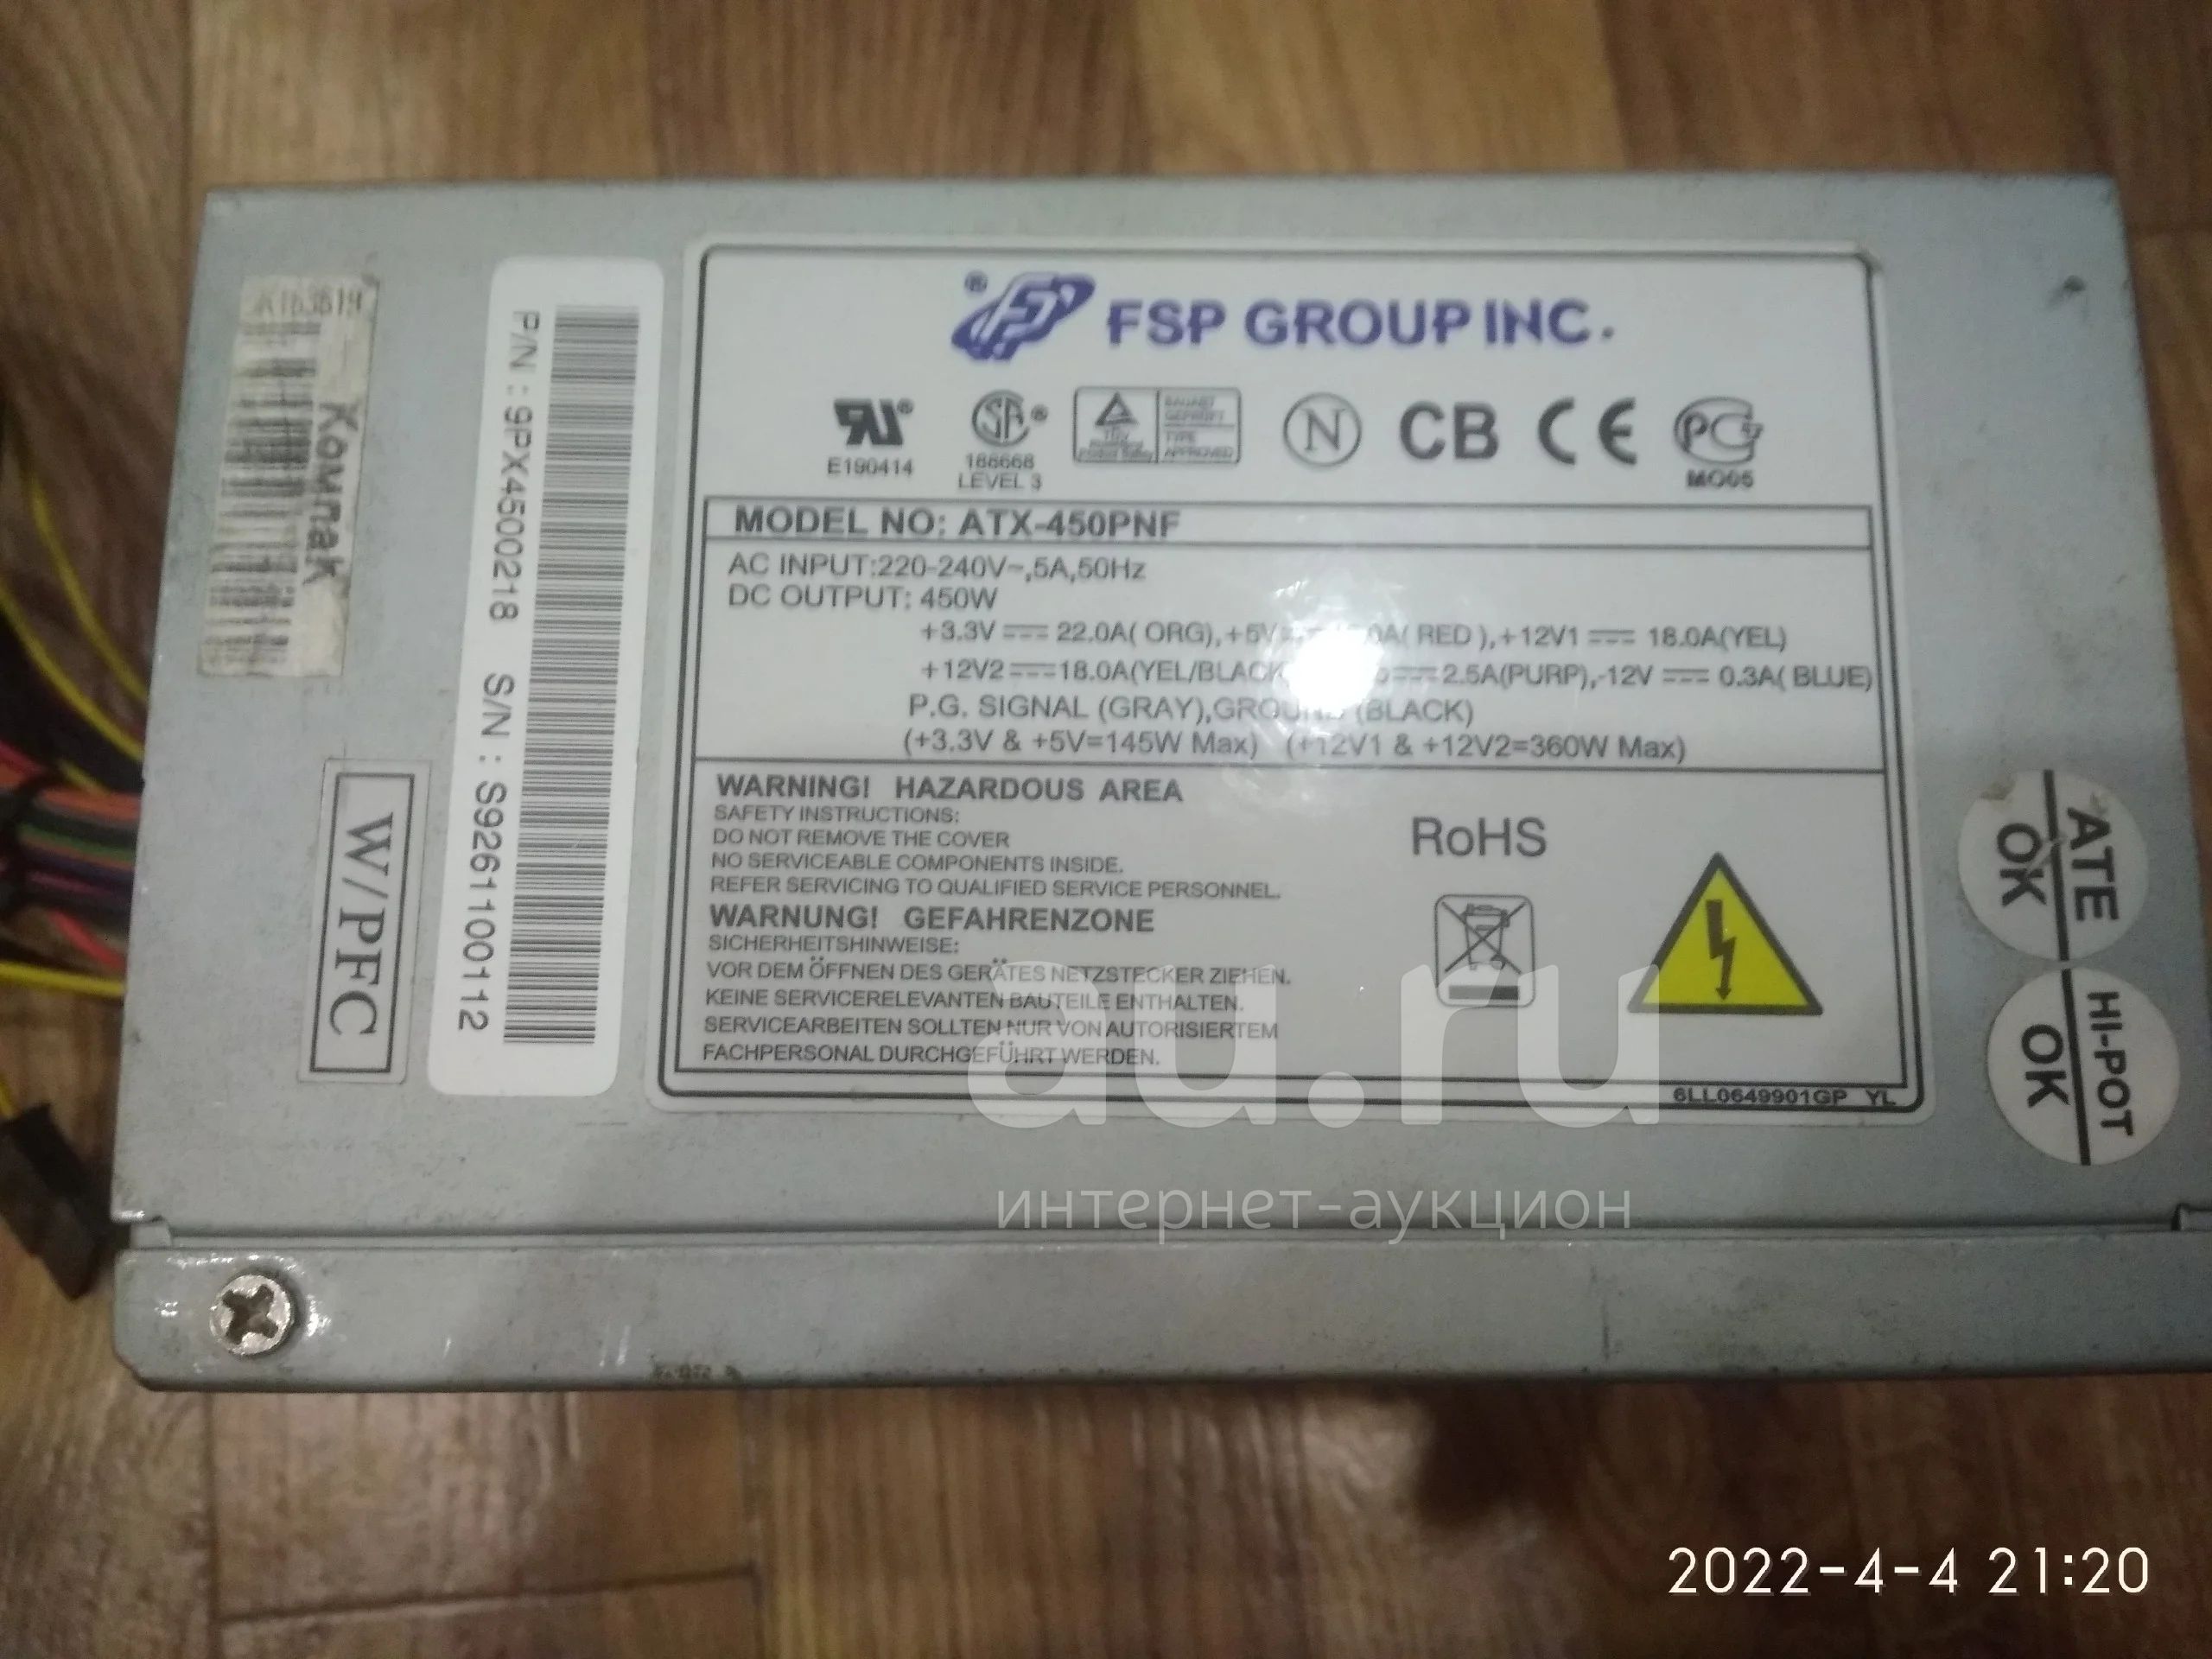 Компак
P/N : 9PX4500218 S/N : S9261100112
W/PFC
® FSP GROUP INC.
E190414
SA®
188668
LEVEL 3
TYPE
APPROVED
N CB CE
MO05
MODEL NO: ATX-450PNF
AC INPUT:220-240V~,5A,50Hz
DC OUTPUT: 450W
+3.3V ⎓ 22.0A( ORG),+5V A( RED ),+12V1 ⎓ 18.0A(YEL)
+12V2⎓18.0A(YEL/BLACK ⎓2.5A(PURP),-12V ⎓ 0.3A( BLUE)
P.G. SIGNAL (GRAY),GROUND (BLACK)
(+3.3V & +5V=145W Max) (+12V1 & +12V2=360W Max)
WARNING! HAZARDOUS AREA
SAFETY INSTRUCTIONS:
DO NOT REMOVE THE COVER
NO SERVICEABLE COMPONENTS INSIDE.
REFER SERVICING TO QUALIFIED SERVICE PERSONNEL.
WARNUNG! GEFAHRENZONE
SICHERHEITSHINWEISE:
VOR DEM ÖFFNEN DES GERÄTES NETZSTECKER ZIEHEN.
KEINE SERVICERELEVANTEN BAUTEILE ENTHALTEN.
SERVICEARBEITEN SOLLTEN NUR VON AUTORISIERTEM
FACHPERSONAL DURCHGEFÜHRT WERDEN.
RoHS
6LL0649901GP YL
ATE
OK
HI-POT
OK
au.ru
интернет-аукцион
2022-4-4 21:20